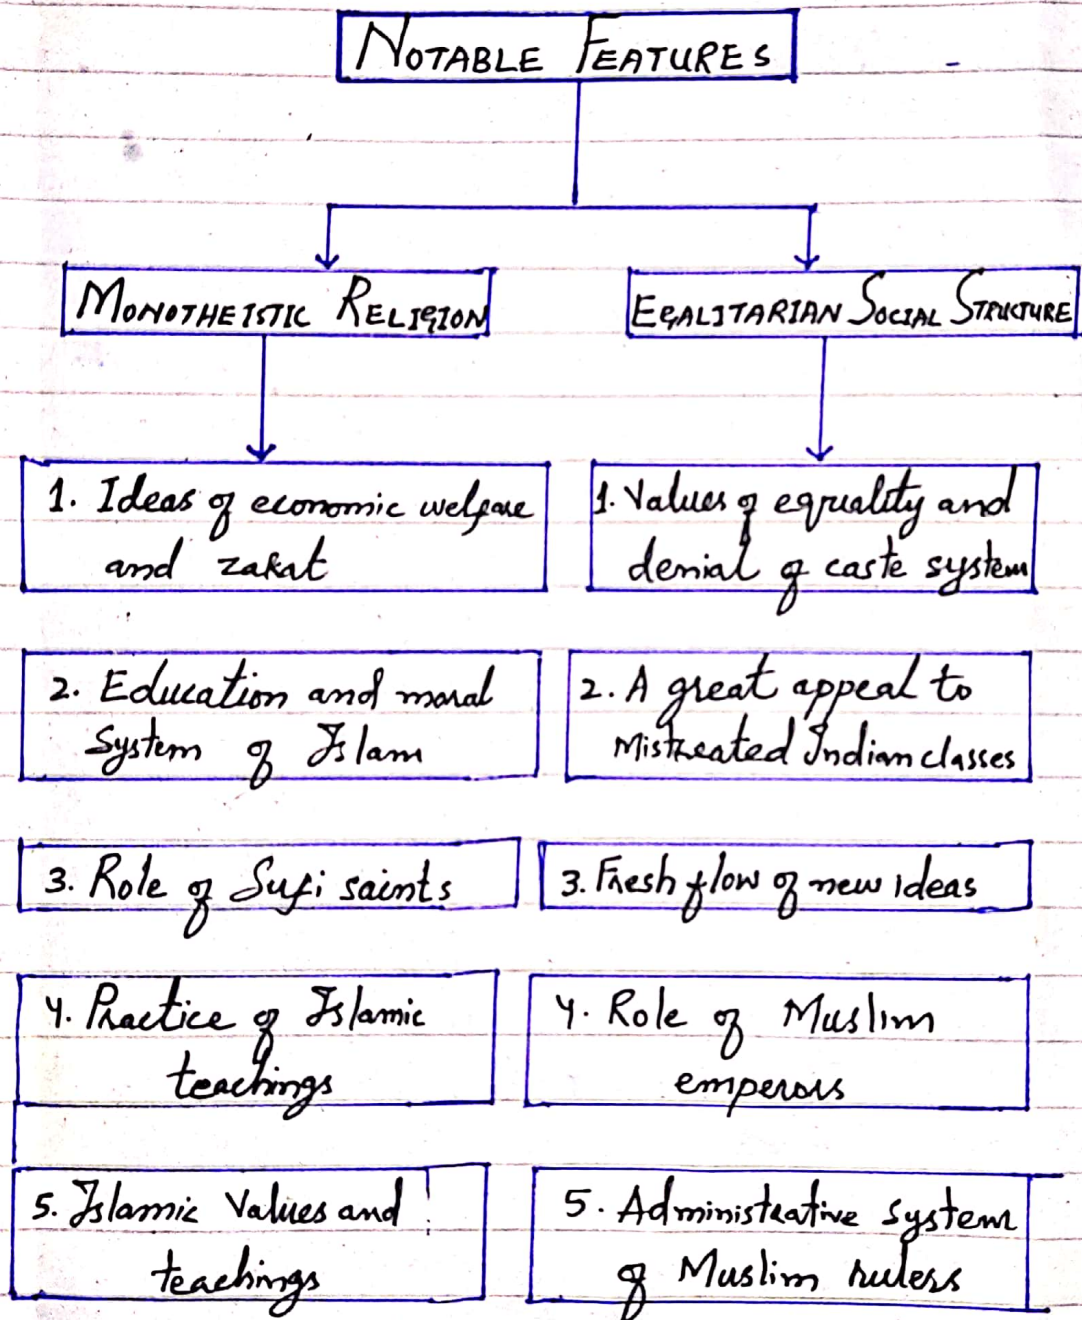 NOTABLE FEATURES
MONOTHEISTIC RELIGION
EGALITARIAN SOCIAL STRUCTURE
1. Ideas of economic welfare
and zakat
2. Education and moral
System of Islam
3. Role of Sufi saints
4. Practice of Islamic
teachings
5. Islamic Values and
teachings
1. Values of equality and
denial of caste system
2. A great appeal to
Mistreated Indian classes
3. Fresh flow of new ideas
4. Role of Muslim
emperors
5. Administrative system
of Muslim rulers